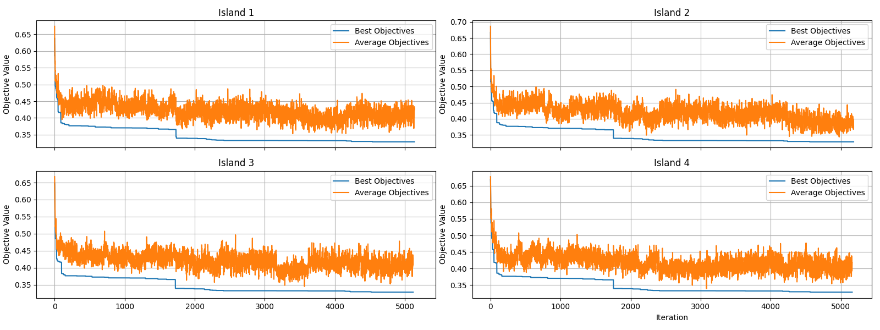 Island 1
Objective Value
0.65
0.60
0.55
0.50
0.45
0.40
0.35
Best Objectives
Average Objectives
Island 2
Objective Value
0.70
0.65
0.60
0.55
0.50
0.45
0.40
0.35
Best Objectives
Average Objectives
Island 3
Objective Value
0.65
0.60
0.55
0.50
0.45
0.40
0.35
0 1000 2000 3000 4000 5000
Best Objectives
Average Objectives
Island 4
Objective Value
0.65
0.60
0.55
0.50
0.45
0.40
0.35
0 1000 2000 3000 4000 5000
Iteration
Best Objectives
Average Objectives